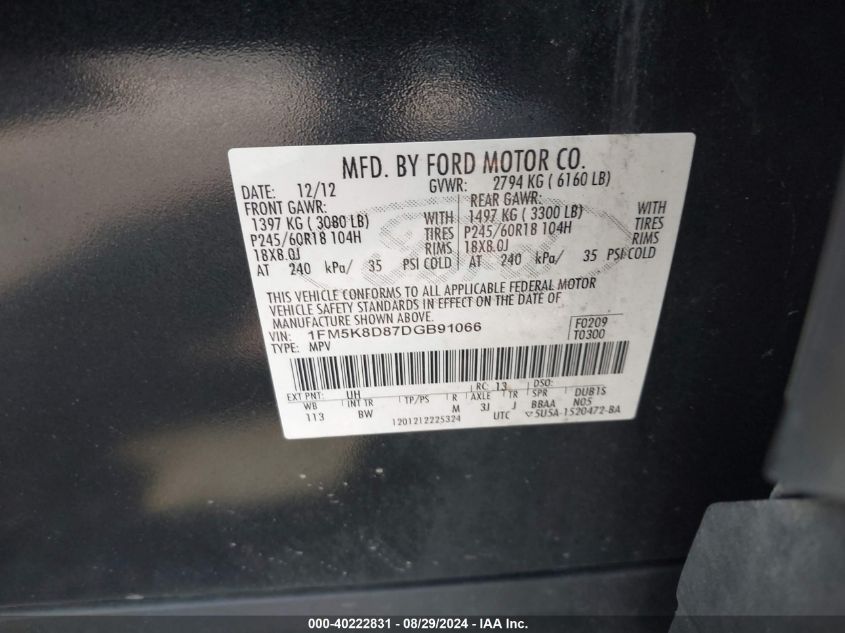 MFD. BY FORD MOTOR CO.
DATE: 12/12 GVWR: 2794 KG ( 6160 LB)
FRONT GAWR: REAR GAWR:
1397 KG ( 3080 LB) WITH 1497 KG ( 3300 LB) WITH
P245/60R18 104H TIRES P245/60R18 104H TIRES
18X8.0J RIMS 18X8.0J RIMS
AT 240 kPa/ 35 PSI COLD AT 240 kPa/ 35 PSI COLD
THIS VEHICLE CONFORMS TO ALL APPLICABLE FEDERAL MOTOR
VEHICLE SAFETY STANDARDS IN EFFECT ON THE DATE OF
MANUFACTURE SHOWN ABOVE.
VIN: 1FM5K8D87DGB91066 F0209
TYPE: MPV T0300
EXT PNT: UH RC: 13 DSO:
WB INT TR TP/PS R AXLE TR SPR DUB1S
113 BW M 3J J BBAA N05
1201212225324 UTC 5U5A-1520472-BA
000-40222831 - 08/29/2024 - IAA Inc.